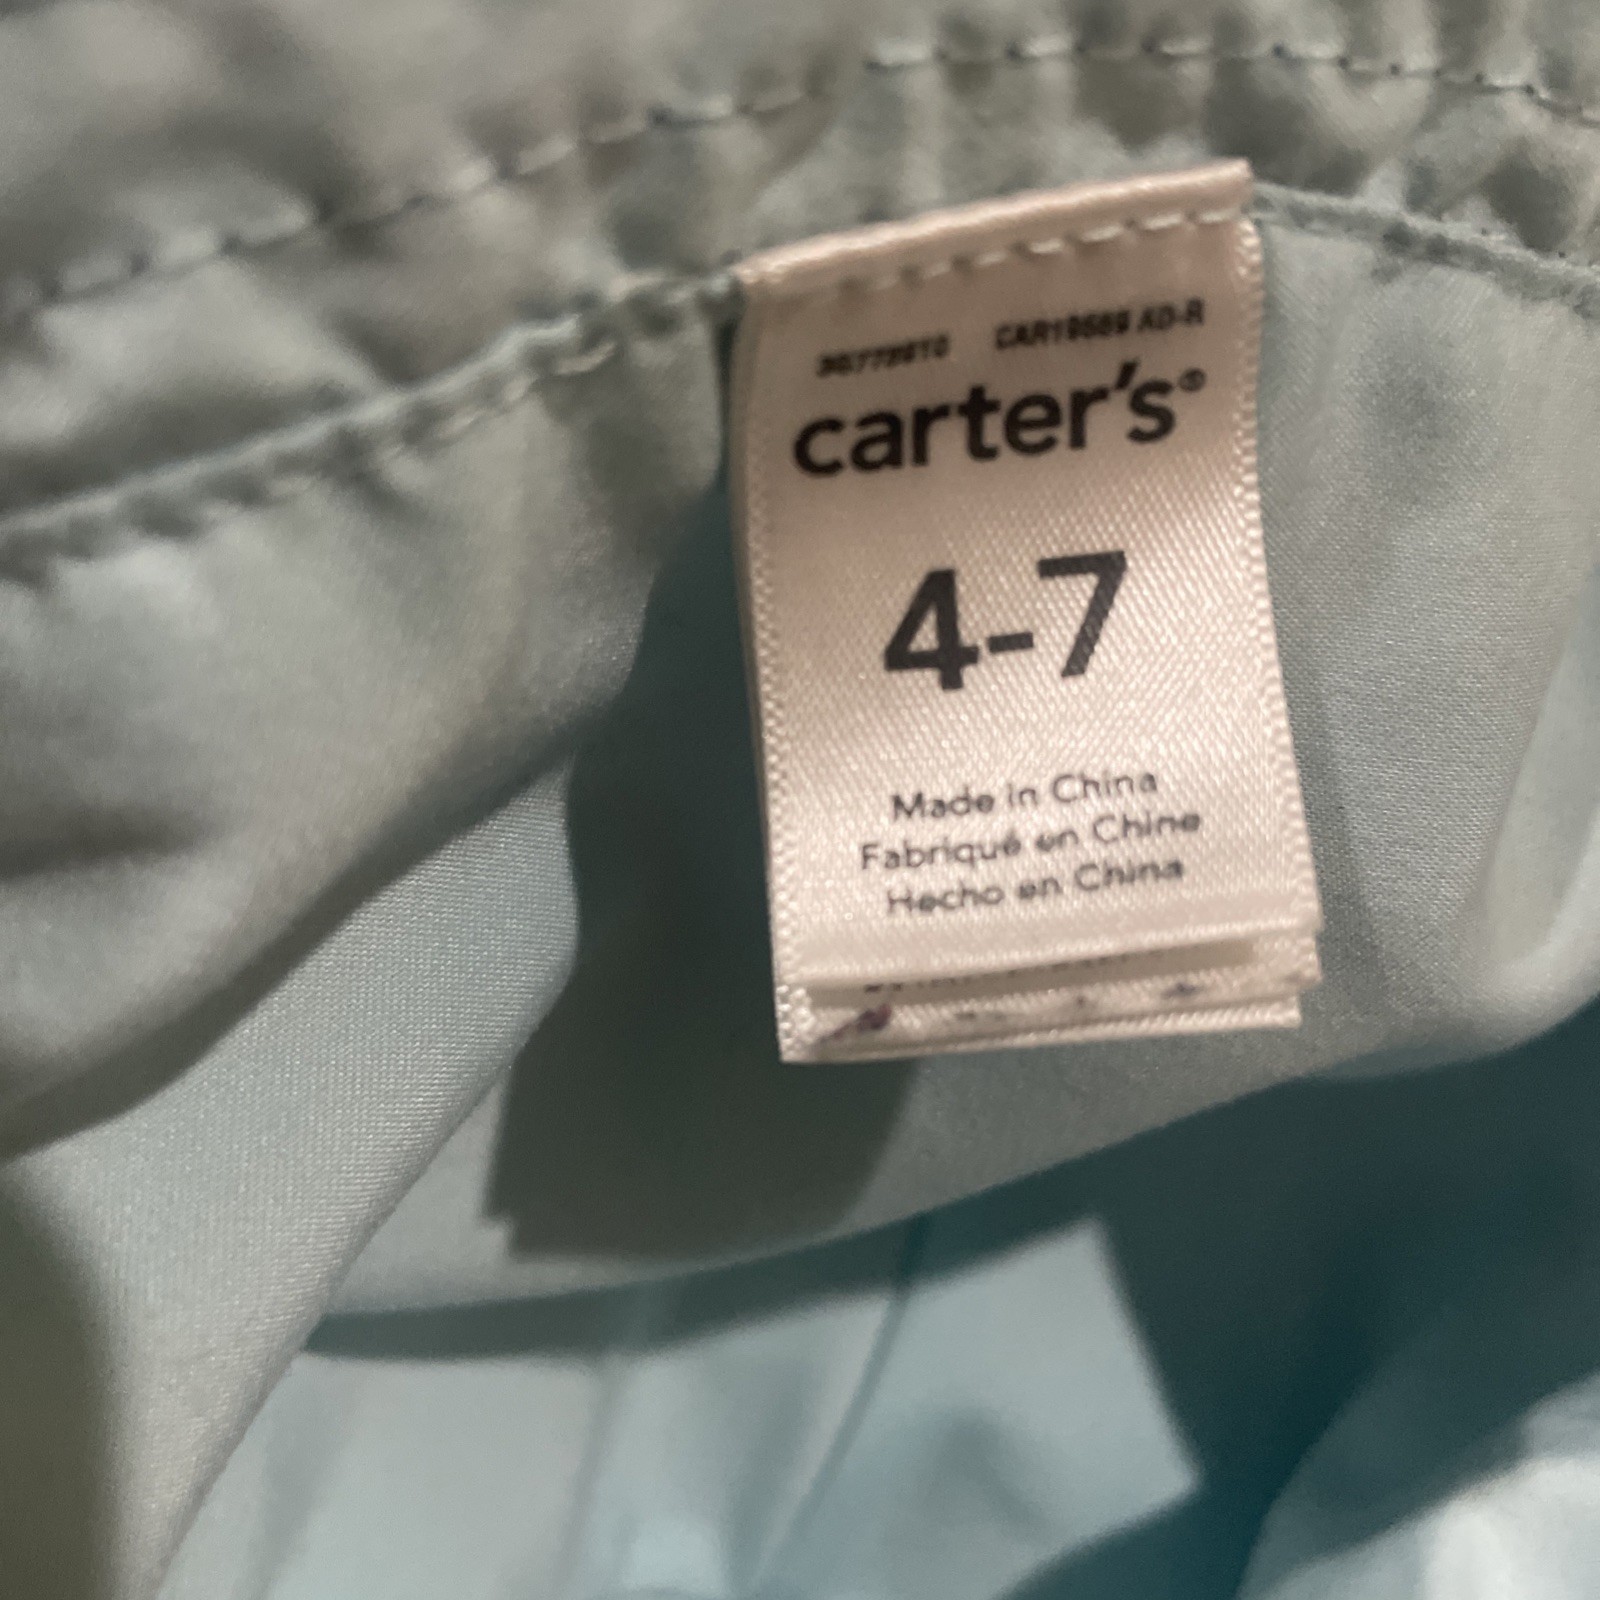 carter's®
4-7
Made in China
Fabriqué en Chine
Hecho en China